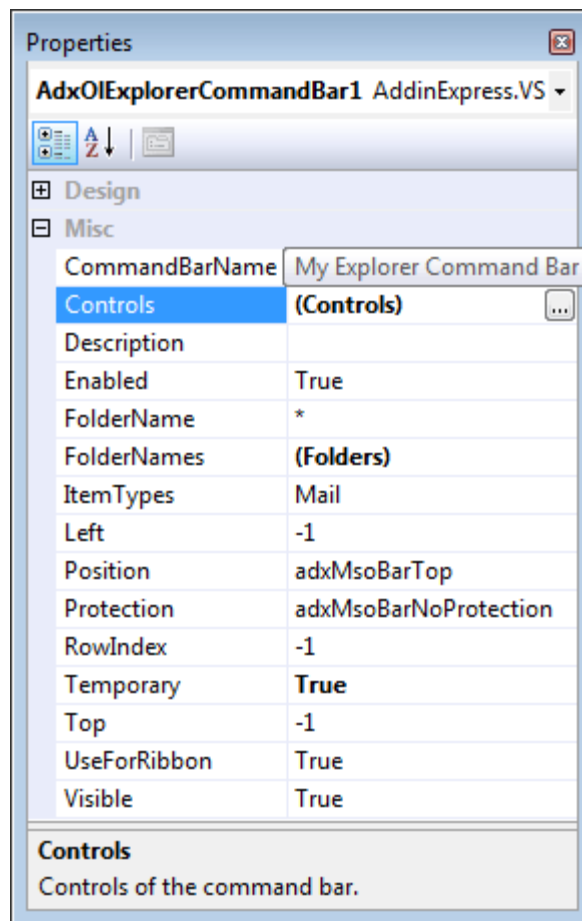 Properties
AdxOlExplorerCommandBar1 AddinExpress.VS
A
Z
Design
Misc
CommandBarName My Explorer Command Bar
Controls (Controls) ...
Description
Enabled True
FolderName *
FolderNames (Folders)
ItemTypes Mail
Left -1
Position adxMsoBarTop
Protection adxMsoBarNoProtection
RowIndex -1
Temporary True
Top -1
UseForRibbon True
Visible True
Controls
Controls of the command bar.